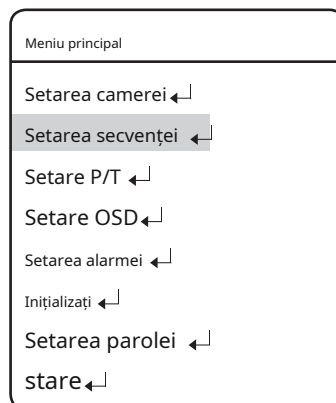 Meniu principal
Setarea camerei
Setarea secvenței
Setare P/T
Setare OSD
Setarea alarmei
Inițializați
Setarea parolei
stare